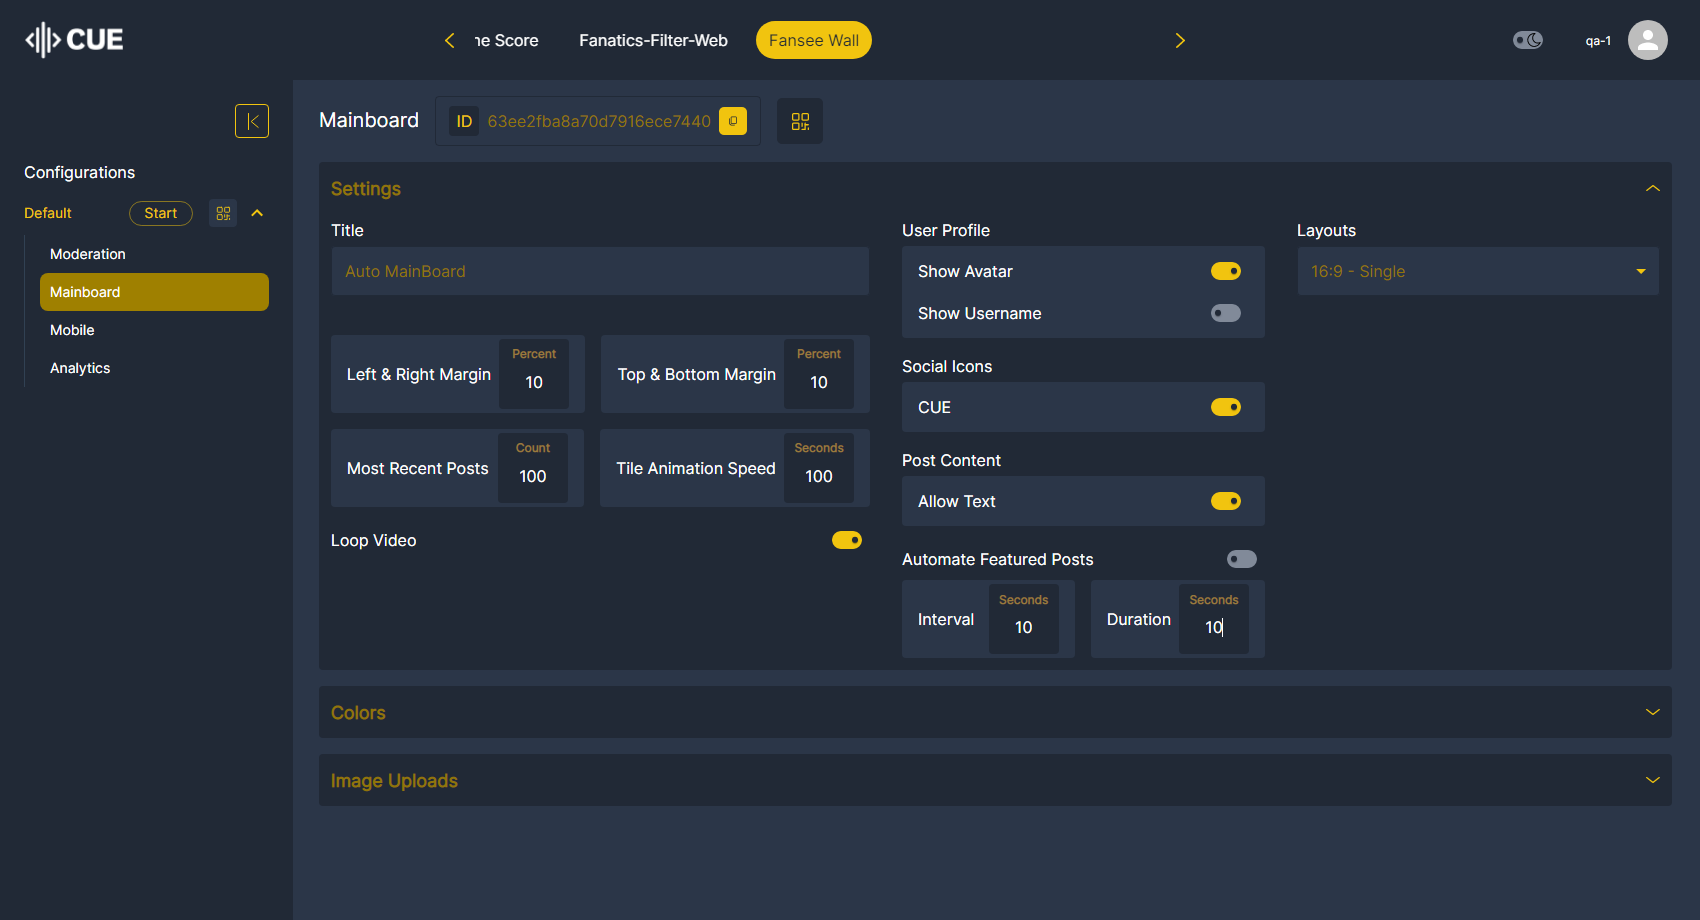 CUE
ne Score
Fanatics-Filter-Web
Fansee Wall
qa-1
Configurations
Default
Start
Moderation
Mainboard
Mobile
Analytics
Mainboard
ID
63ee2fba8a70d7916ece7440
Settings
Title
Auto MainBoard
Left & Right Margin
Percent
10
Top & Bottom Margin
Percent
10
Most Recent Posts
Count
100
Tile Animation Speed
Seconds
100
Loop Video
User Profile
Show Avatar
Show Username
Social Icons
CUE
Post Content
Allow Text
Automate Featured Posts
Interval
Seconds
10
Duration
Seconds
10
Layouts
16:9 - Single
Colors
Image Uploads